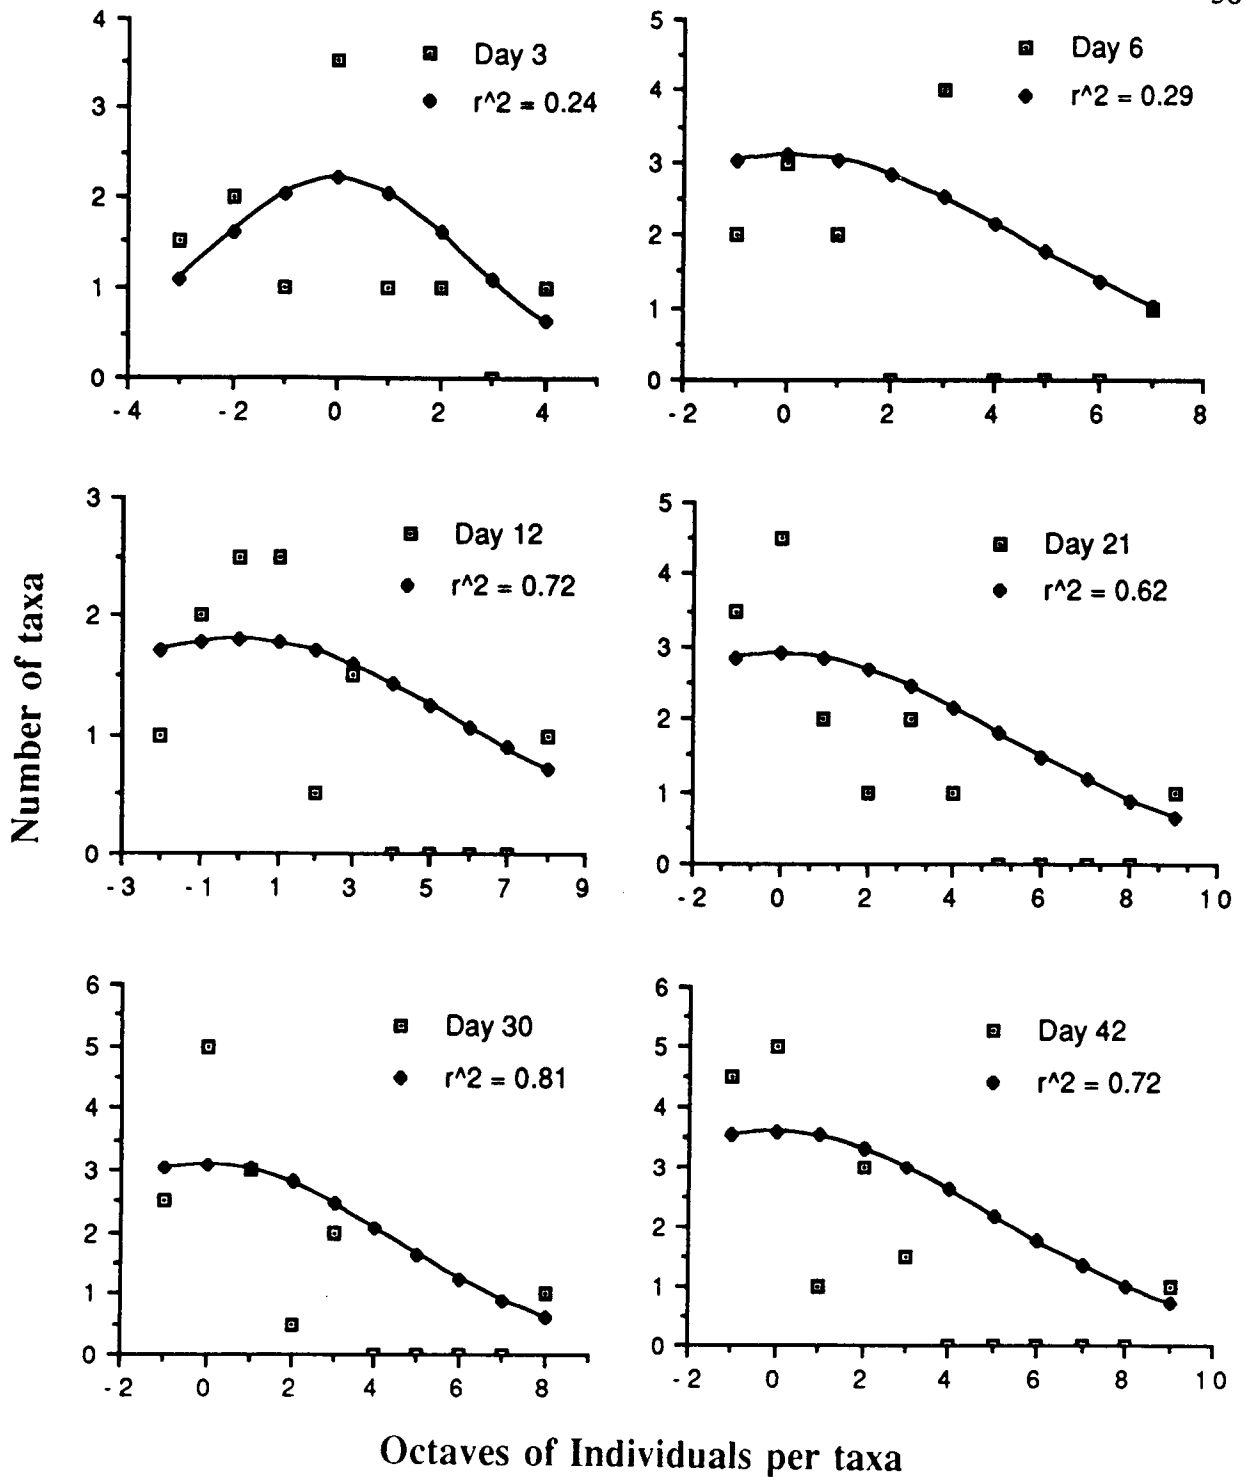 4
3
2
1
0
Day 3
r^2 = 0.24
-4 -2 0 2 4
5
4
3
2
1
0
Day 6
r^2 = 0.29
-2 0 2 4 6 8
Number of taxa
3
2
1
0
Day 12
r^2 = 0.72
-3 -1 1 3 5 7 9
5
4
3
2
1
0
Day 21
r^2 = 0.62
-2 0 2 4 6 8 10
6
5
4
3
2
1
0
Day 30
r^2 = 0.81
-2 0 2 4 6 8
6
5
4
3
2
1
0
Day 42
r^2 = 0.72
-2 0 2 4 6 8 10
Octaves of Individuals per taxa